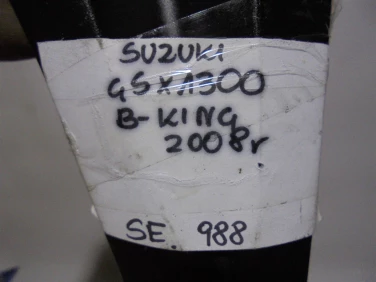 SUZUKI
GSX1300
B-KING
2008r
SE. 988